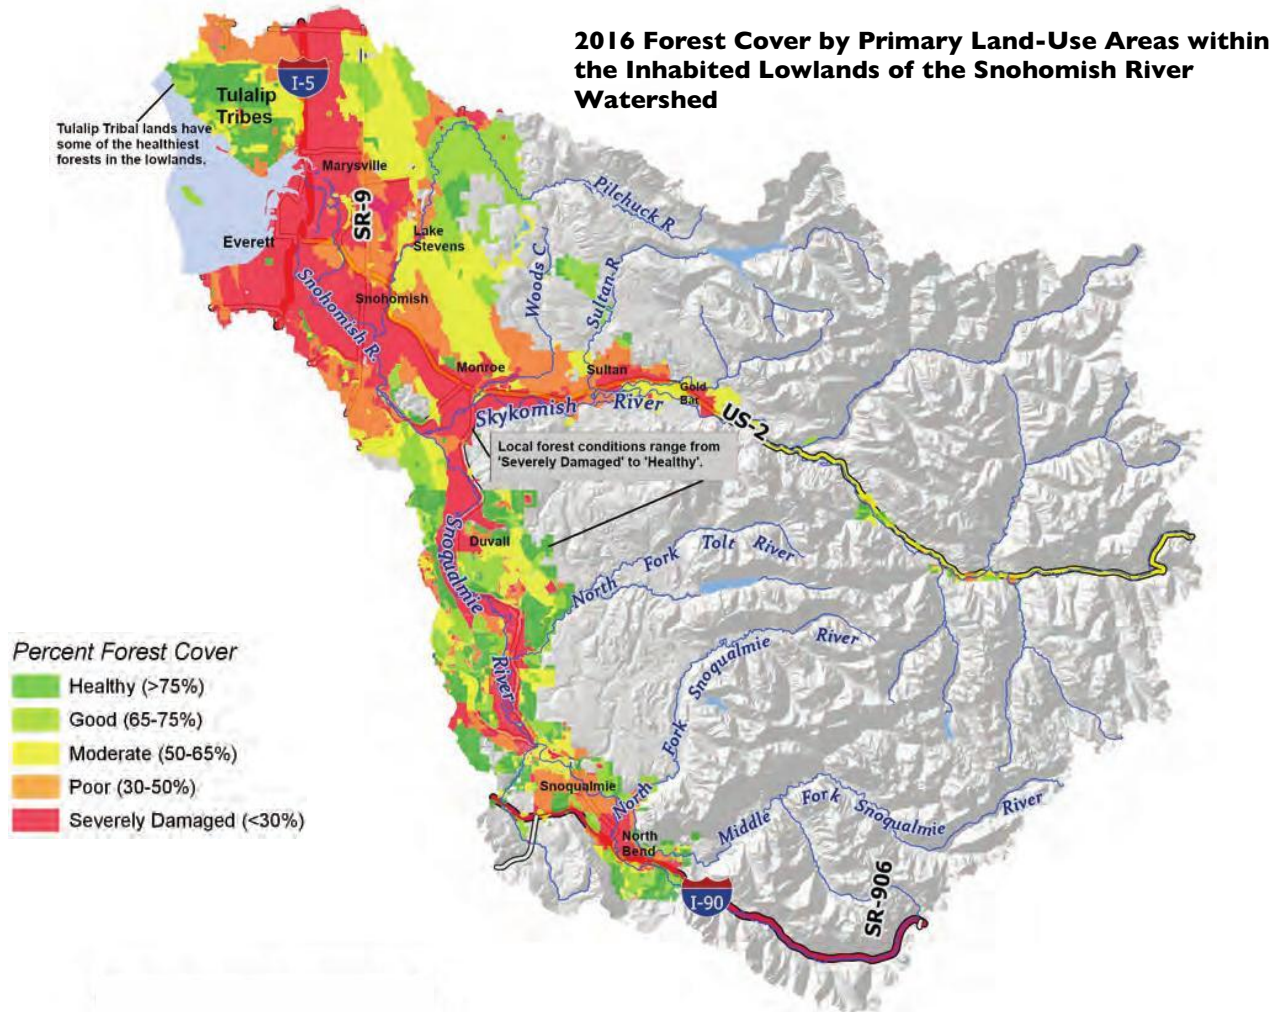 2016 Forest Cover by Primary Land-Use Areas within
the Inhabited Lowlands of the Snohomish River
Watershed
I-5
Tulalip
Tribes
Tulalip Tribal lands have
some of the healthiest
forests in the lowlands.
Marysville
SR-9
Pilchuck R
Everett
Lake
Stevens
Woods C
Sultan R
Snohomish R.
Snohomish
Monroe
Sultan
Gold
Bar
Skykomish River
US-2
Local forest conditions range from
'Severely Damaged' to 'Healthy'.
Snoqualmie
River
Duvall
North Fork Tolt River
North Fork Snoqualmie River
Percent Forest Cover
Healthy (>75%)
Good (65-75%)
Moderate (50-65%)
Poor (30-50%)
Severely Damaged (<30%)
Snoqualmie
North
Bend
Middle Fork Snoqualmie River
I-90
SR-906